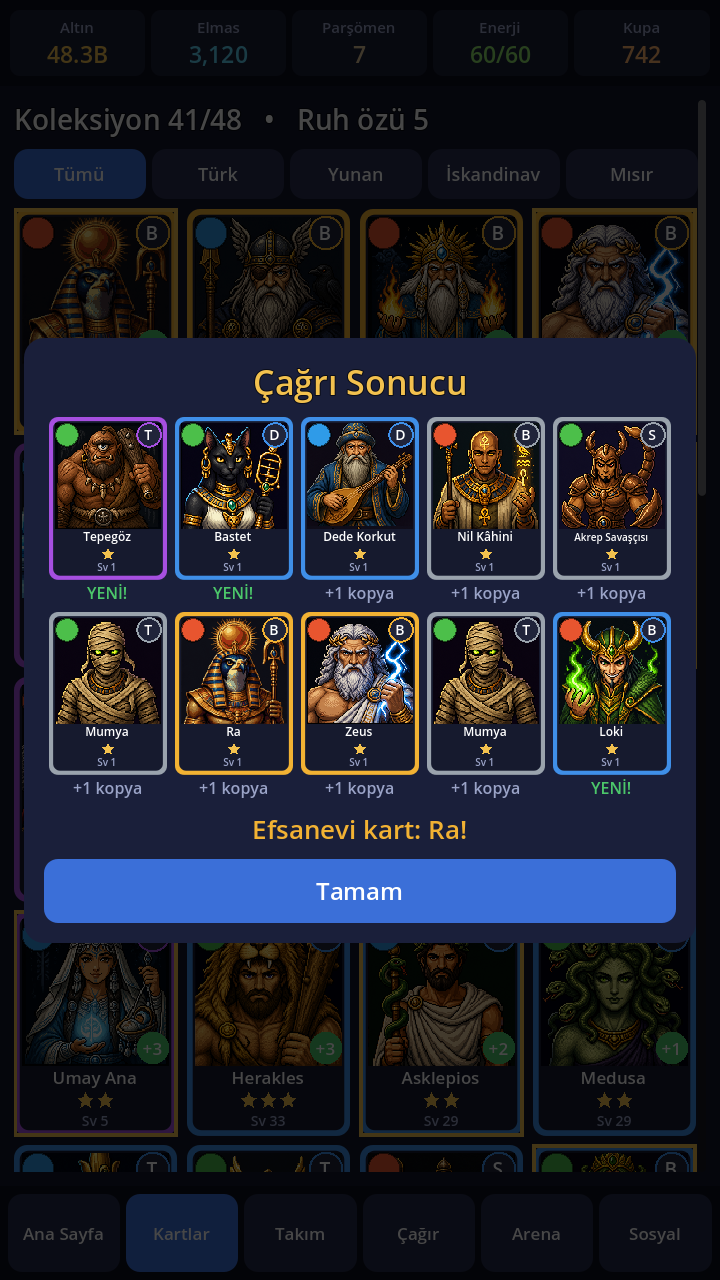 Altın Elmas Parşömen Enerji Kupa
48.3B 3,120 7 60/60 742
Koleksiyon 41/48 • Ruh özü 5
Tümü Türk Yunan İskandinav Mısır
B B B B
Çağrı Sonucu
T D D B S
Tepegöz Bastet Dede Korkut Nil Kâhini Akrep Savaşçısı
Sv 1 Sv 1 Sv 1 Sv 1 Sv 1
YENİ! YENİ! +1 kopya +1 kopya +1 kopya
T B B T B
Mumya Ra Zeus Mumya Loki
Sv 1 Sv 1 Sv 1 Sv 1 Sv 1
+1 kopya +1 kopya +1 kopya +1 kopya YENİ!
Efsanevi kart: Ra!
Tamam
+3 +3 +2 +1
Umay Ana Herakles Asklepios Medusa
Sv 5 Sv 33 Sv 29 Sv 29
T T S B
Ana Sayfa Kartlar Takım Çağır Arena Sosyal